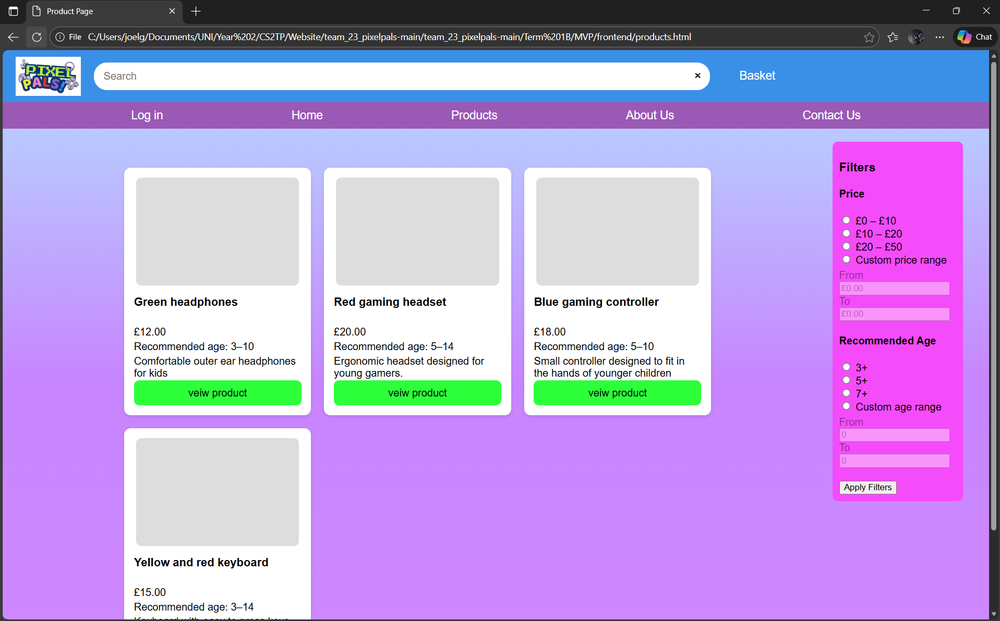 Product Page
File C:/Users/joelg/Documents/UNI/Year%202/CS2TP/Website/team_23_pixelpals-main/team_23_pixelpals-main/Term%201B/MVP/frontend/products.html
Chat
PIXEL
PALS!
Search
Basket
Log in
Home
Products
About Us
Contact Us
Green headphones
£12.00
Recommended age: 3–10
Comfortable outer ear headphones
for kids
veiw product
Red gaming headset
£20.00
Recommended age: 5–14
Ergonomic headset designed for
young gamers.
veiw product
Blue gaming controller
£18.00
Recommended age: 5–10
Small controller designed to fit in
the hands of younger children
veiw product
Yellow and red keyboard
£15.00
Recommended age: 3–14
Keyboard with easy to press keys
Filters
Price
£0 – £10
£10 – £20
£20 – £50
Custom price range
From
£0.00
To
£0.00
Recommended Age
3+
5+
7+
Custom age range
From
0
To
0
Apply Filters